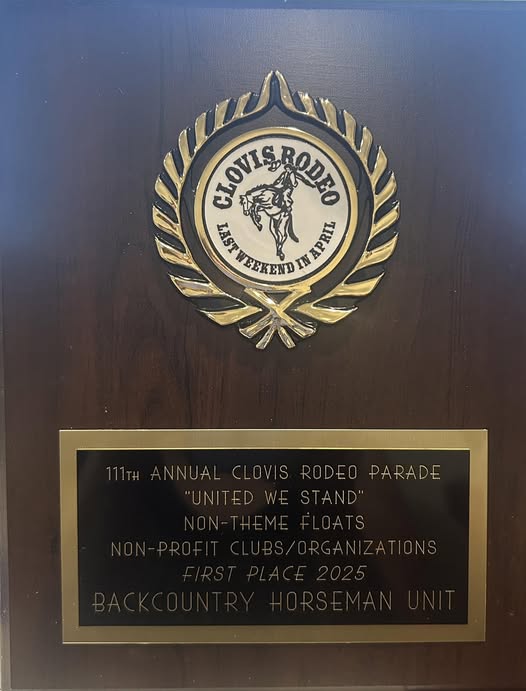 CLOVIS RODEO
LAST WEEKEND IN APRIL
111TH ANNUAL CLOVIS RODEO PARADE
"UNITED WE STAND"
NON-THEME FLOATS
NON-PROFIT CLUBS/ORGANIZATIONS
FIRST PLACE 2025
BACKCOUNTRY HORSEMAN UNIT